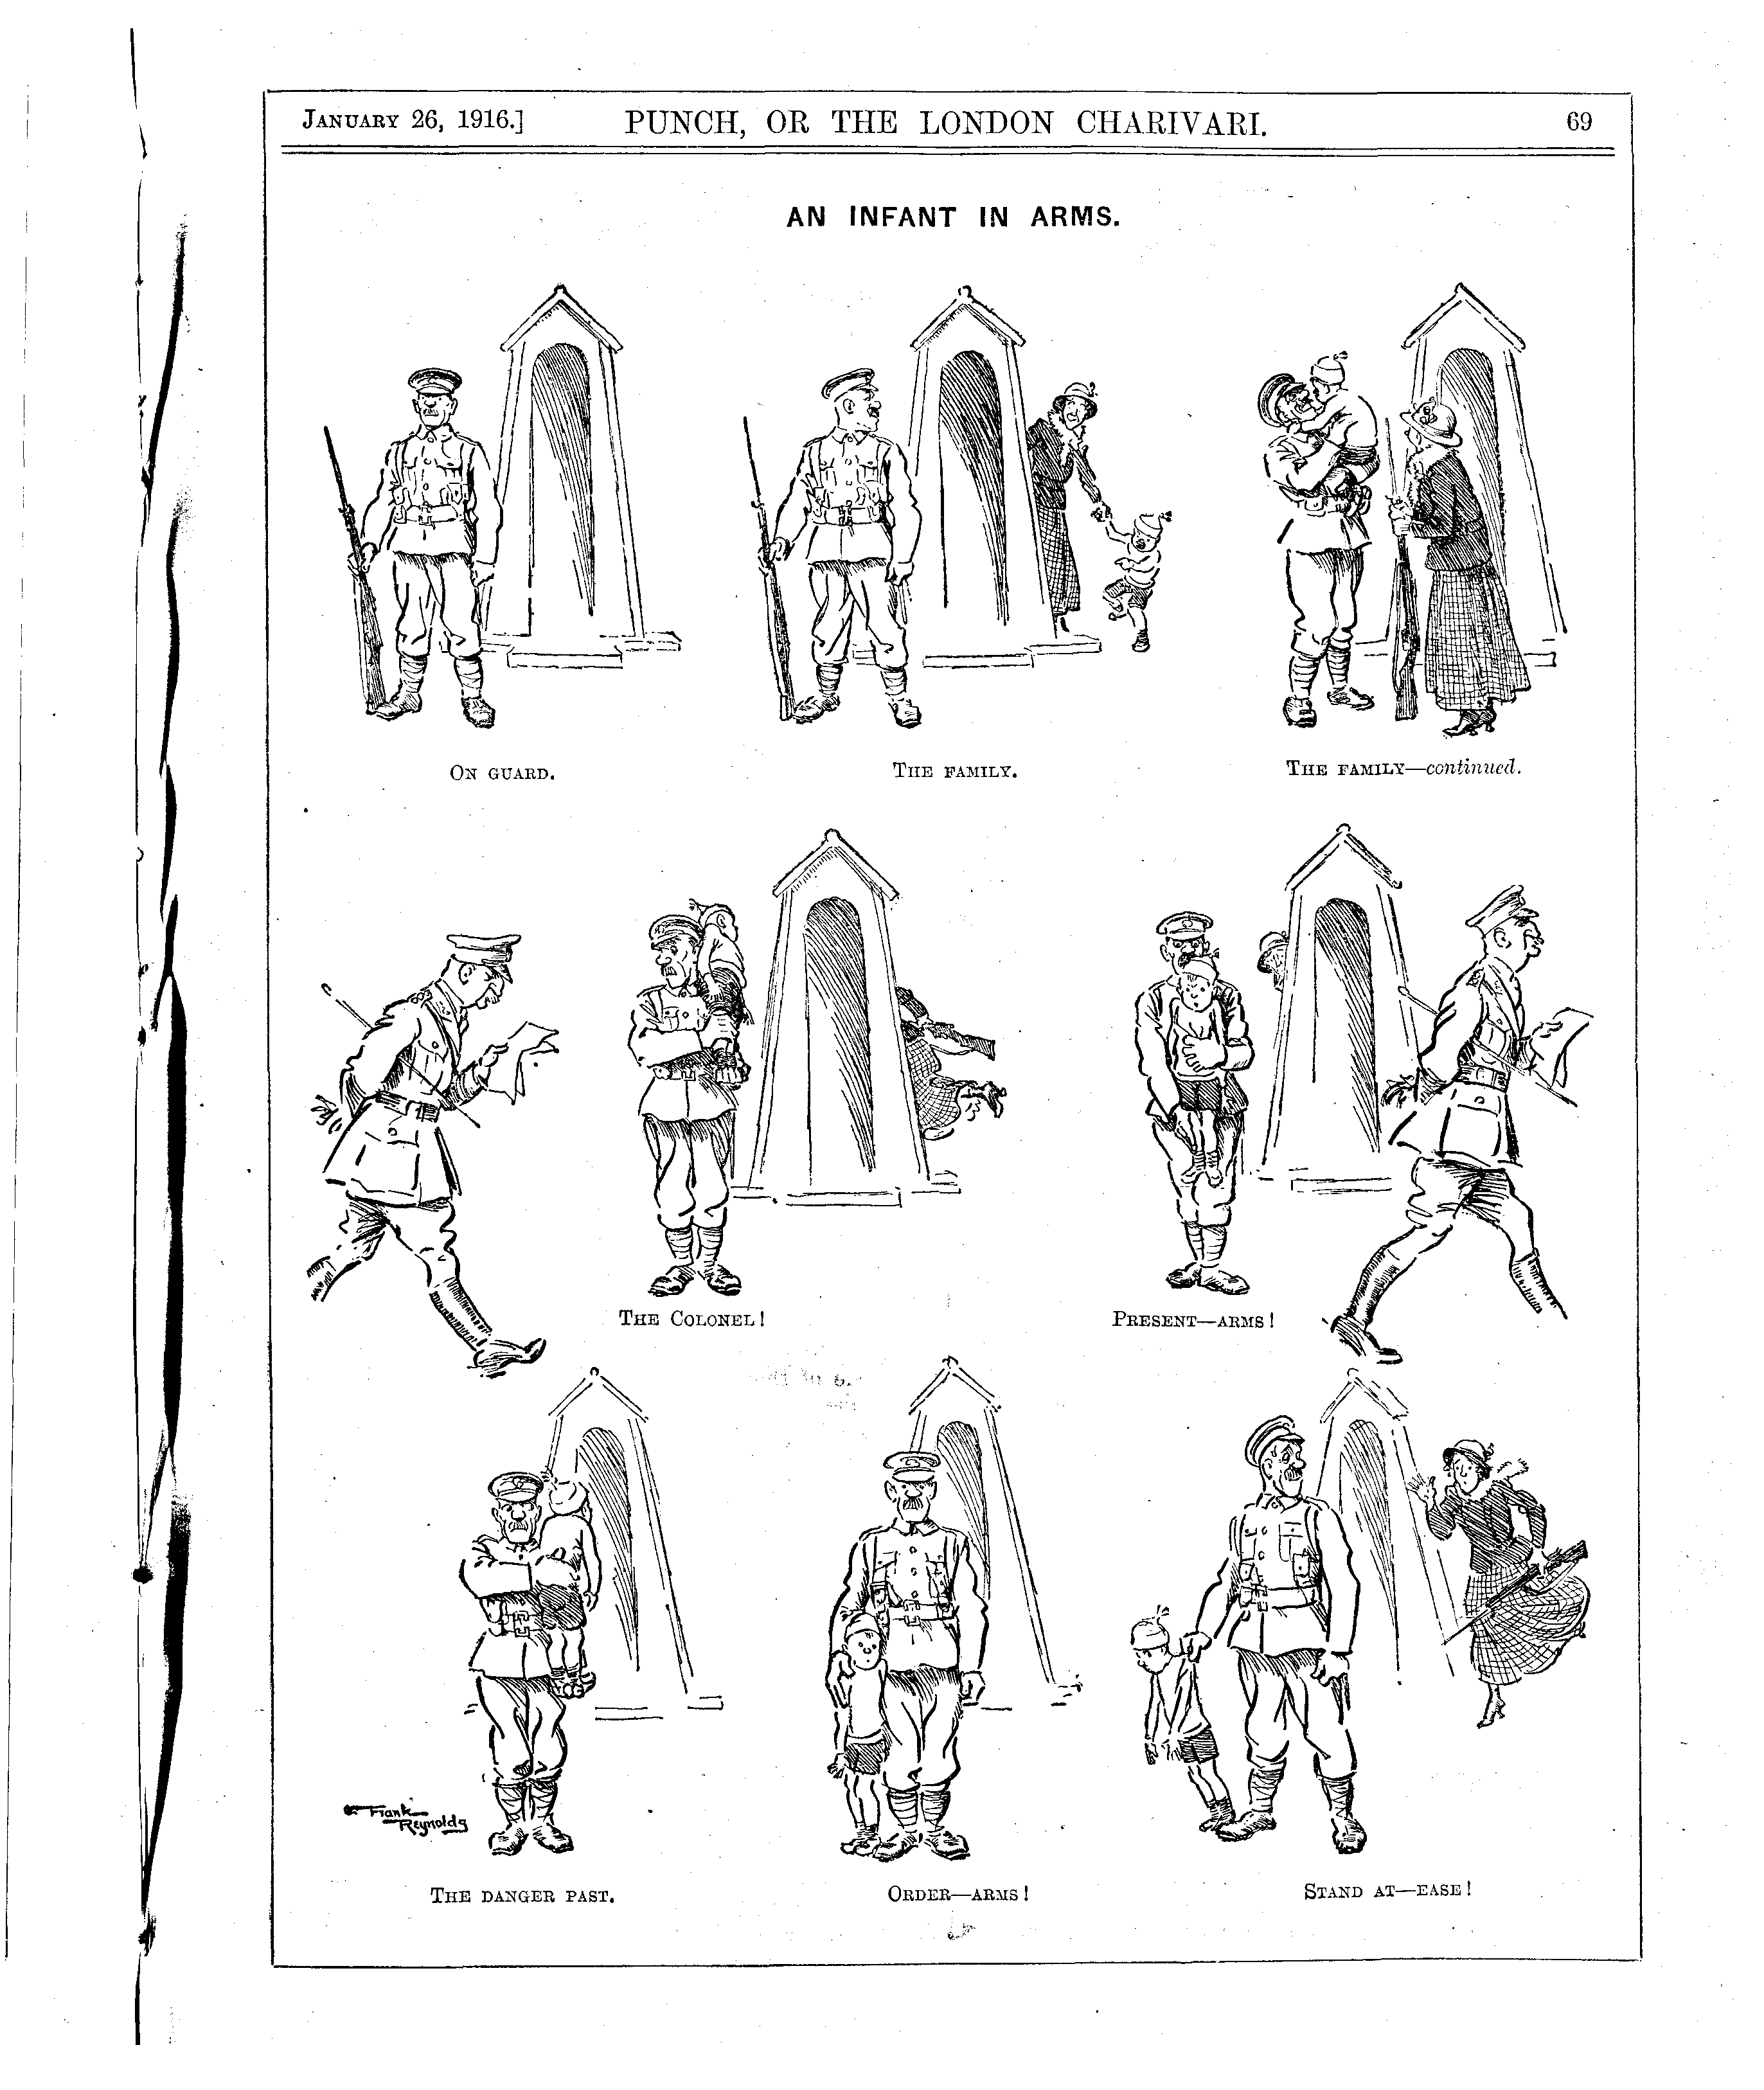 JANUARY 26, 1916.] PUNCH, OR THE LONDON CHARIVARI. 69
AN INFANT IN ARMS.
ON GUARD. THE FAMILY. THE FAMILY—continued.
THE COLONEL! PRESENT—ARMS!
Frank
Reynolds
THE DANGER PAST. ORDER—ARMS! STAND AT—EASE!